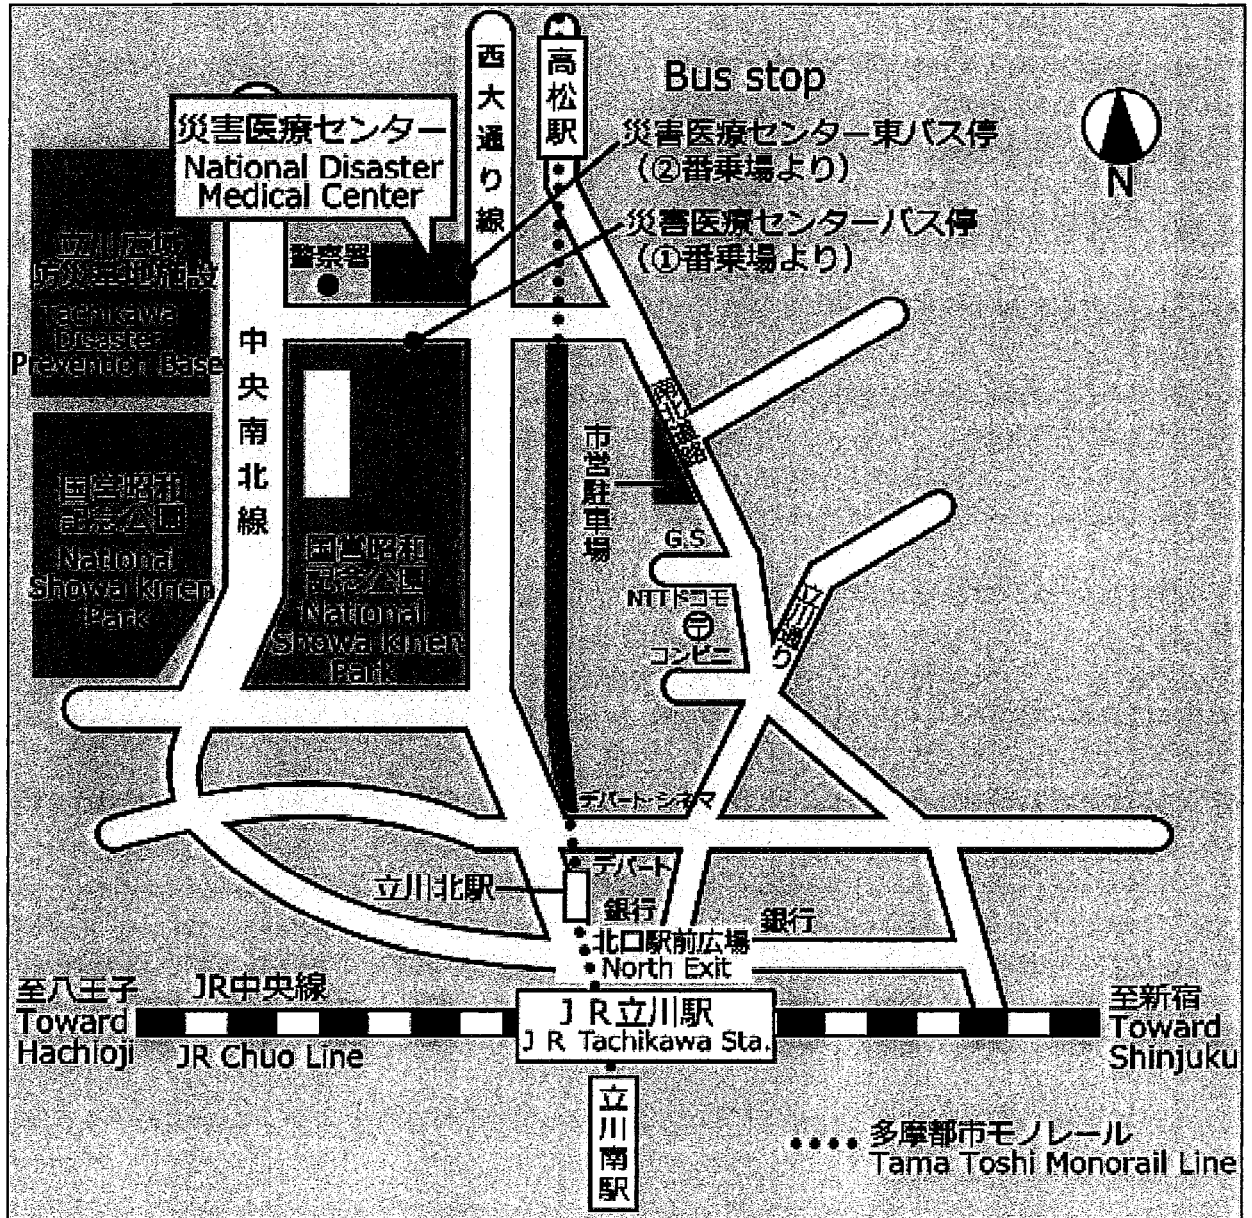 西大通り線
高松駅
Bus stop
災害医療センター
National Disaster
Medical Center
災害医療センター東バス停
(②番乗場より)
N
災害医療センターバス停
(①番乗場より)
立川広域
防災基地施設
Tachikawa
Disaster
Prevention Base
警察署
中央南北線
南北道路
市営駐車場
国営昭和
記念公園
National
Showa kinen
Park
国営昭和
記念公園
National
Showa kinen
Park
G.S
NTTドコモ
〒
コンビニ
立川通り
デパート・シネマ
デパート
立川北駅
銀行
銀行
北口駅前広場
North Exit
至八王子
Toward
Hachioji
JR中央線
JR Chuo Line
JR立川駅
JR Tachikawa Sta.
至新宿
Toward
Shinjuku
立川南駅
多摩都市モノレール
Tama Toshi Monorail Line